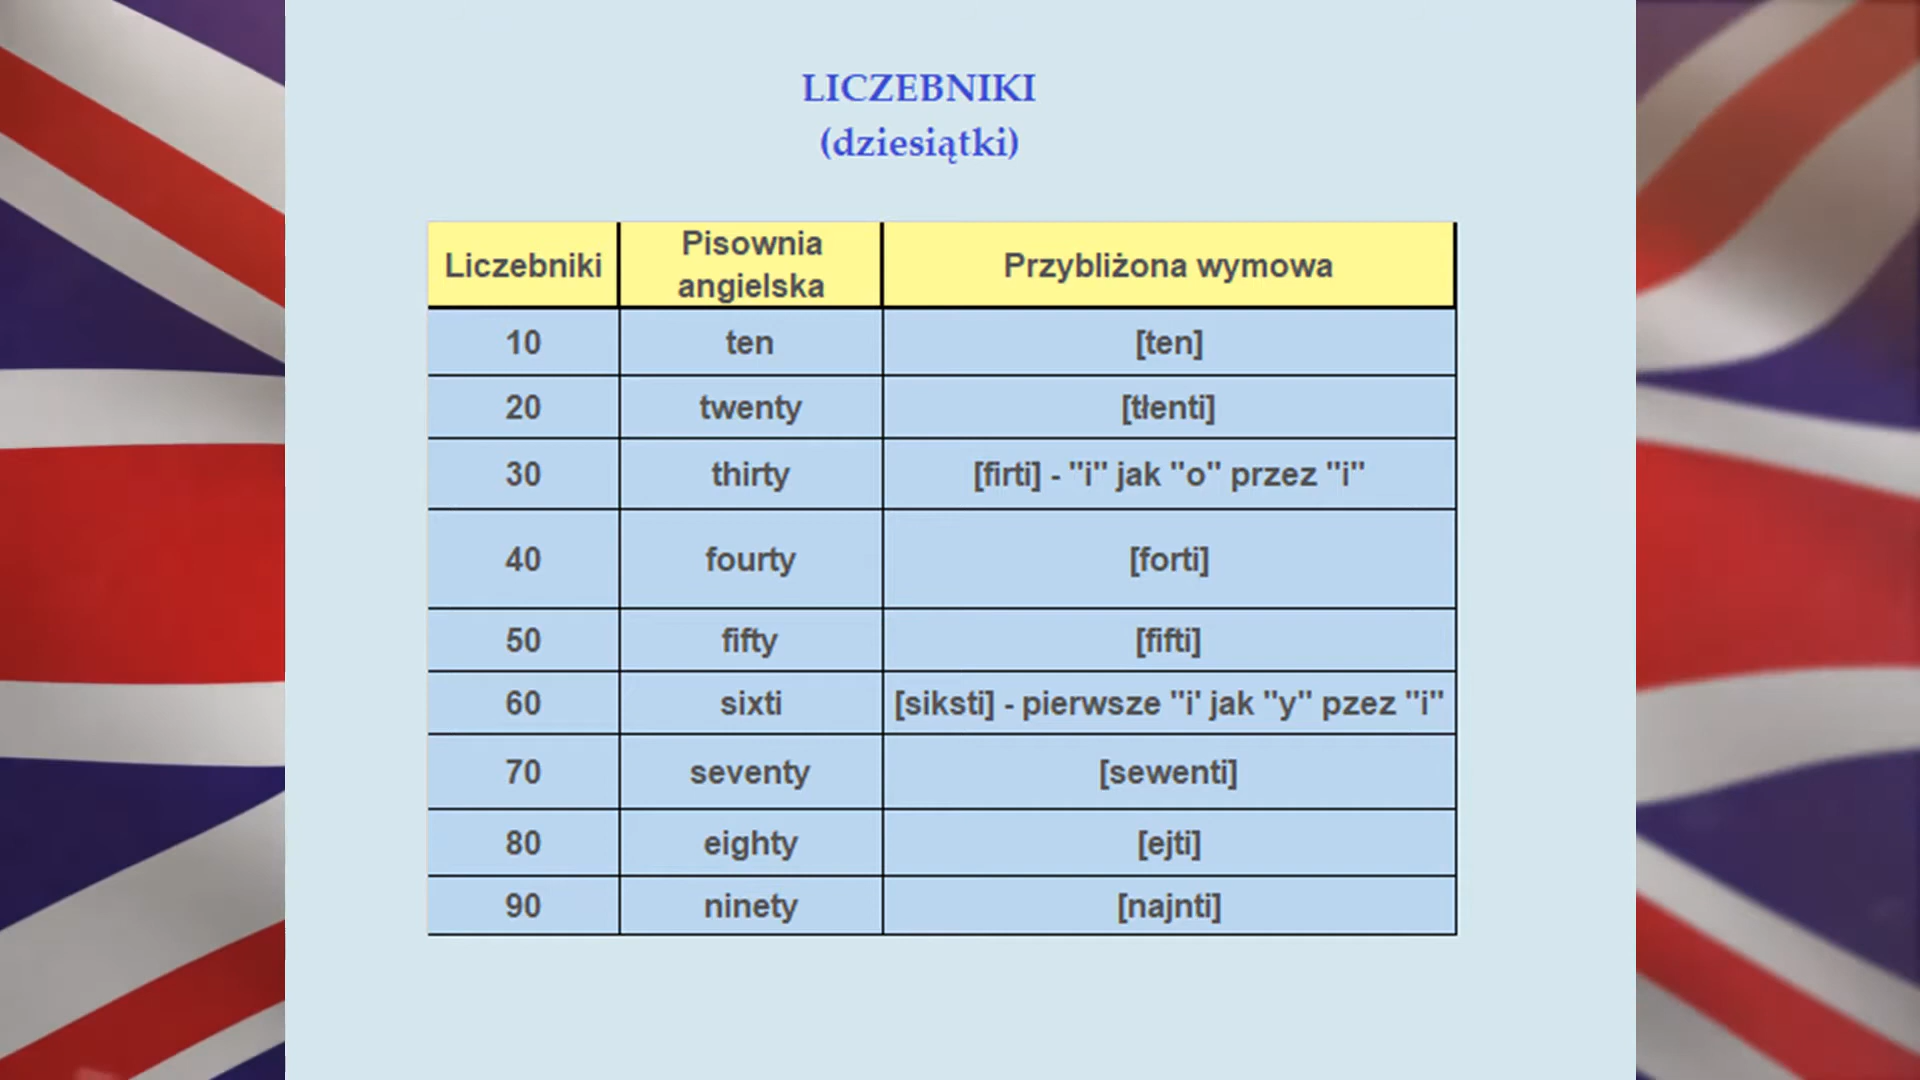 LICZEBNIKI
(dziesiątki)
Liczebniki Pisownia angielska Przybliżona wymowa
10 ten [ten]
20 twenty [tłenti]
30 thirty [firti] - "i" jak "o" przez "i"
40 fourty [forti]
50 fifty [fifti]
60 sixti [siksti] - pierwsze "i' jak "y" pzez "i"
70 seventy [sewenti]
80 eighty [ejti]
90 ninety [najnti]